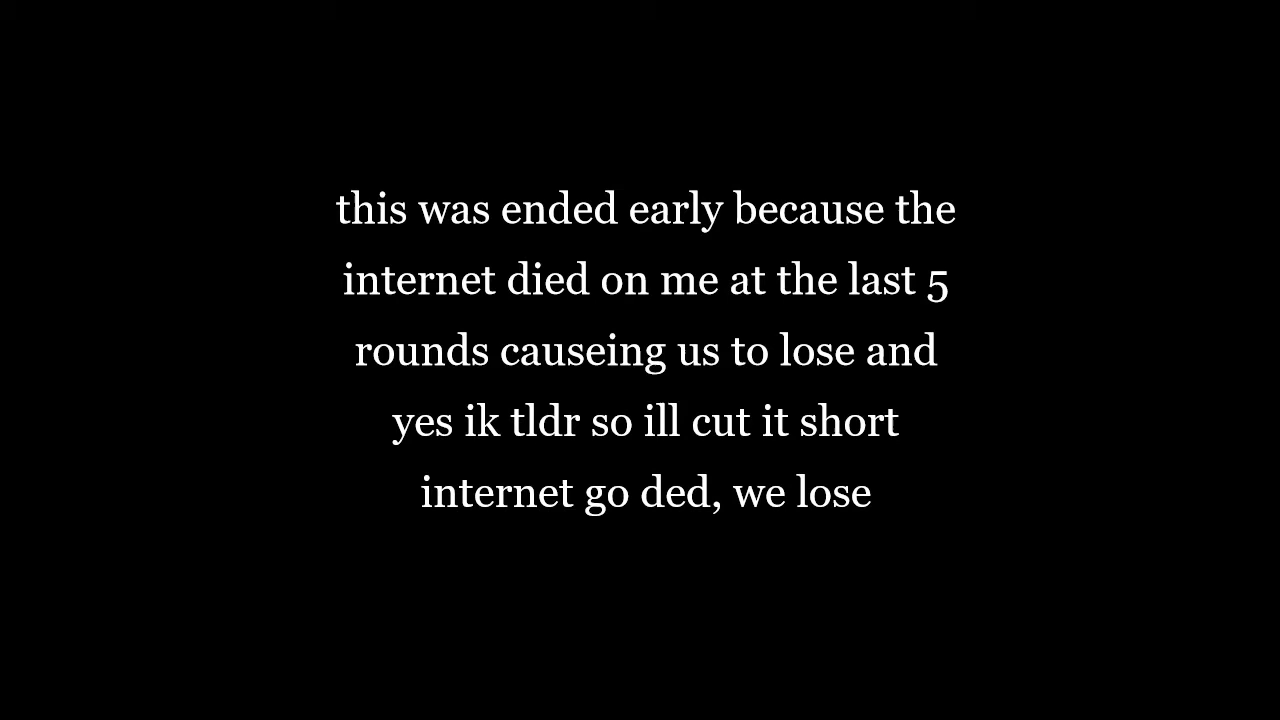 this was ended early because the
internet died on me at the last 5
rounds causeing us to lose and
yes ik tldr so ill cut it short
internet go ded, we lose